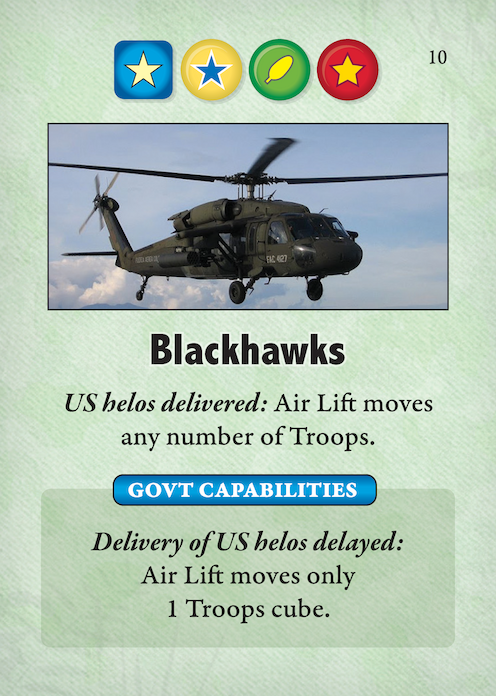 10
FAC 4127
Blackhawks
US helos delivered: Air Lift moves
any number of Troops.
GOVT CAPABILITIES
Delivery of US helos delayed:
Air Lift moves only
1 Troops cube.